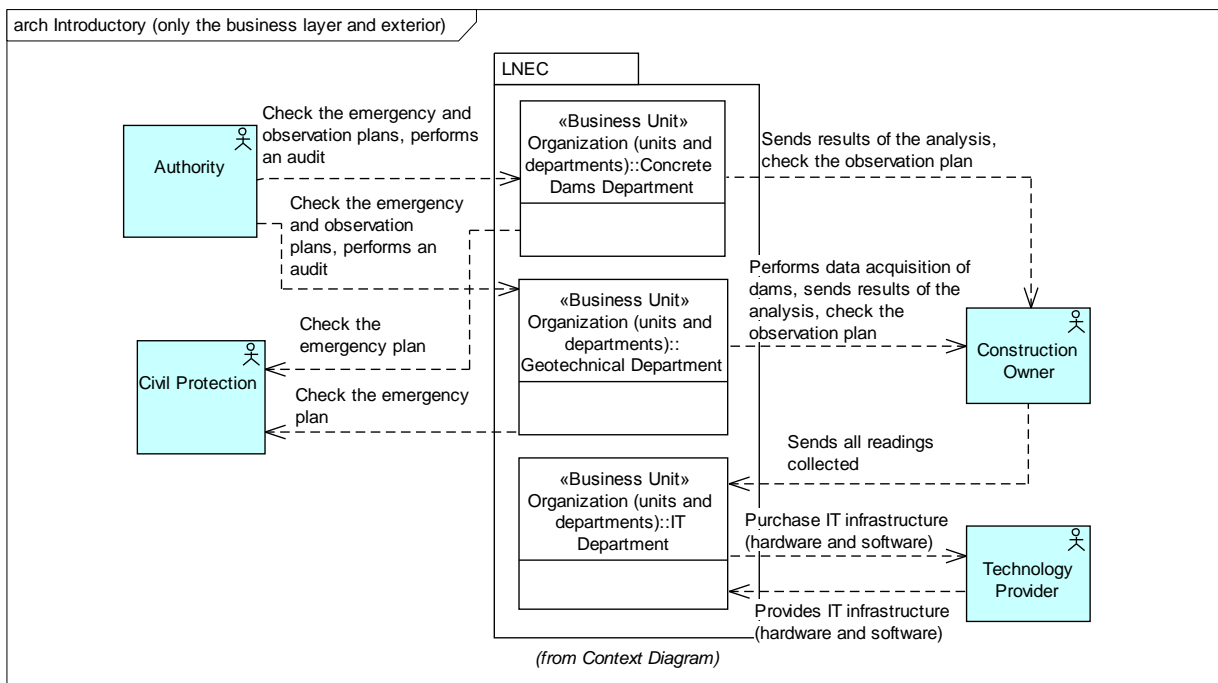 arch Introductory (only the business layer and exterior)
LNEC
Check the emergency and
observation plans, performs
an audit
Authority
«Business Unit»
Organization (units and
departments)::Concrete
Dams Department
Sends results of the analysis,
check the observation plan
Check the emergency
and observation
plans, performs an
audit
Performs data acquisition of
dams, sends results of the
analysis, check the
observation plan
«Business Unit»
Organization (units and
departments)::
Geotechnical Department
Check the
emergency plan
Construction
Owner
Civil Protection
Check the emergency
plan
Sends all readings
collected
«Business Unit»
Organization (units and
departments)::IT
Department
Purchase IT infrastructure
(hardware and software)
Technology
Provider
Provides IT infrastructure
(hardware and software)
(from Context Diagram)